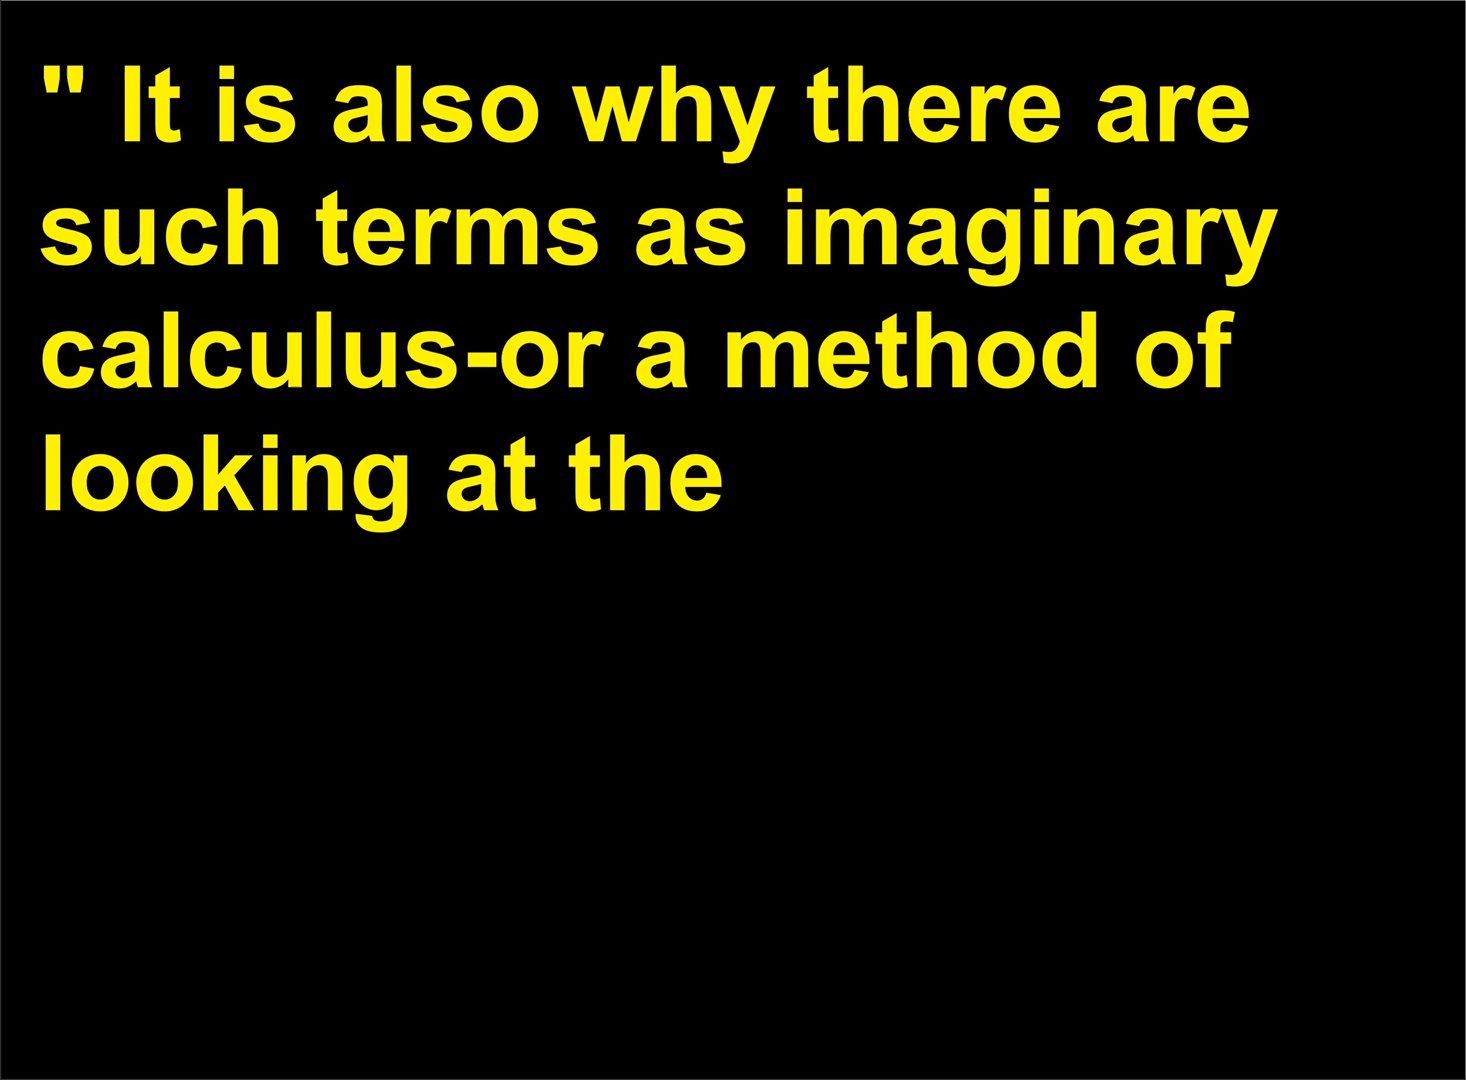 " It is also why there are
such terms as imaginary
calculus-or a method of
looking at the